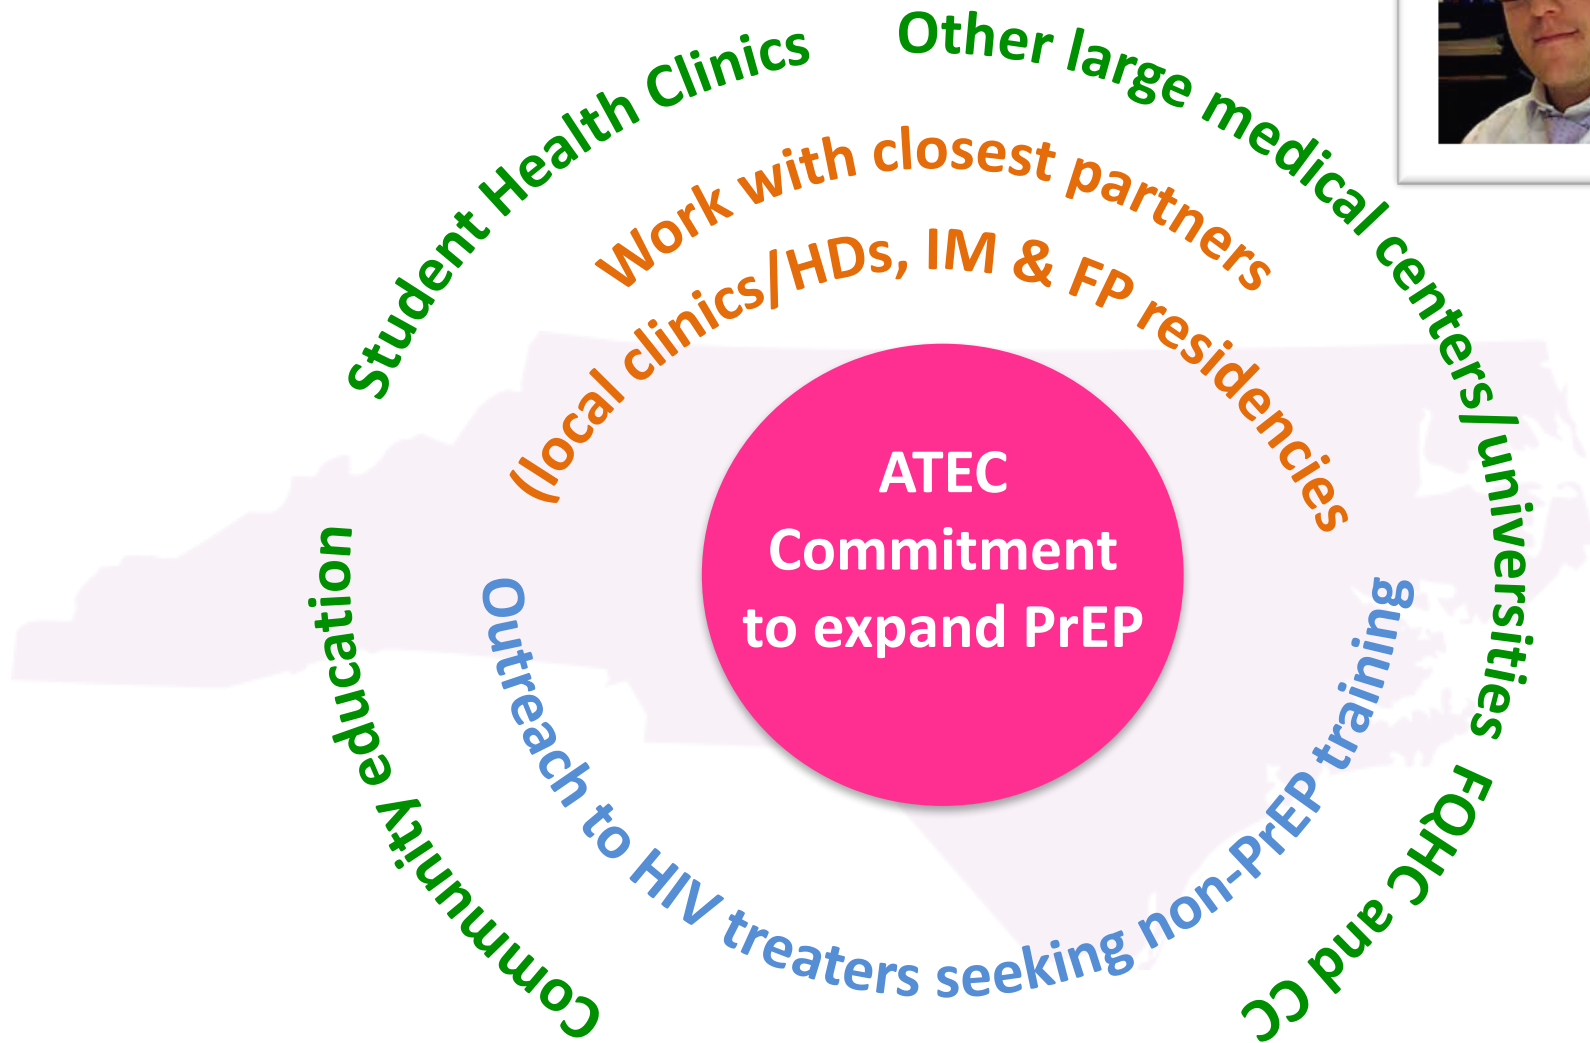 Student Health Clinics
Other large medical centers/universities
Work with closest partners
(local clinics/HDs, IM & FP residencies
ATEC
Commitment
to expand PrEP
Outreach to HIV treaters seeking non-PrEP training
Community education
FQHC and CC